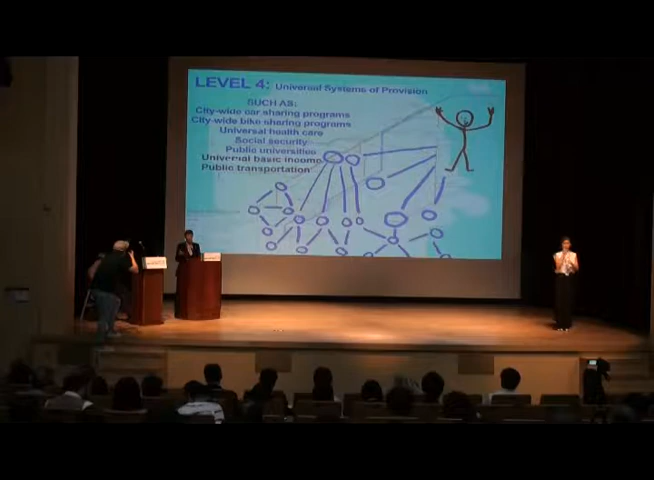 LEVEL 4: Universal Systems of Provision
SUCH AS:
City-wide car sharing programs
City-wide bike sharing programs
Universal health care
Social security
Public universities
Universal basic income
Public transportation